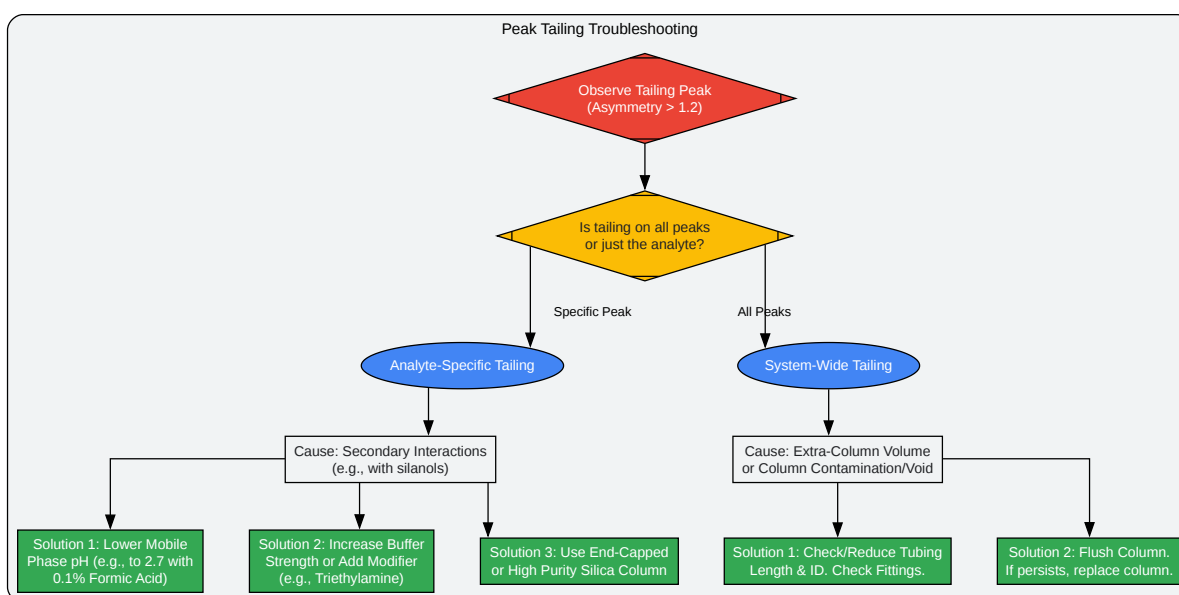 Peak Tailing Troubleshooting
Observe Tailing Peak
(Asymmetry > 1.2)
Is tailing on all peaks
or just the analyte?
Specific Peak
All Peaks
Analyte-Specific Tailing
System-Wide Tailing
Cause: Secondary Interactions
(e.g., with silanols)
Cause: Extra-Column Volume
or Column Contamination/Void
Solution 1: Lower Mobile
Phase pH (e.g., to 2.7 with
0.1% Formic Acid)
Solution 2: Increase Buffer
Strength or Add Modifier
(e.g., Triethylamine)
Solution 3: Use End-Capped
or High Purity Silica Column
Solution 1: Check/Reduce Tubing
Length & ID. Check Fittings.
Solution 2: Flush Column.
If persists, replace column.